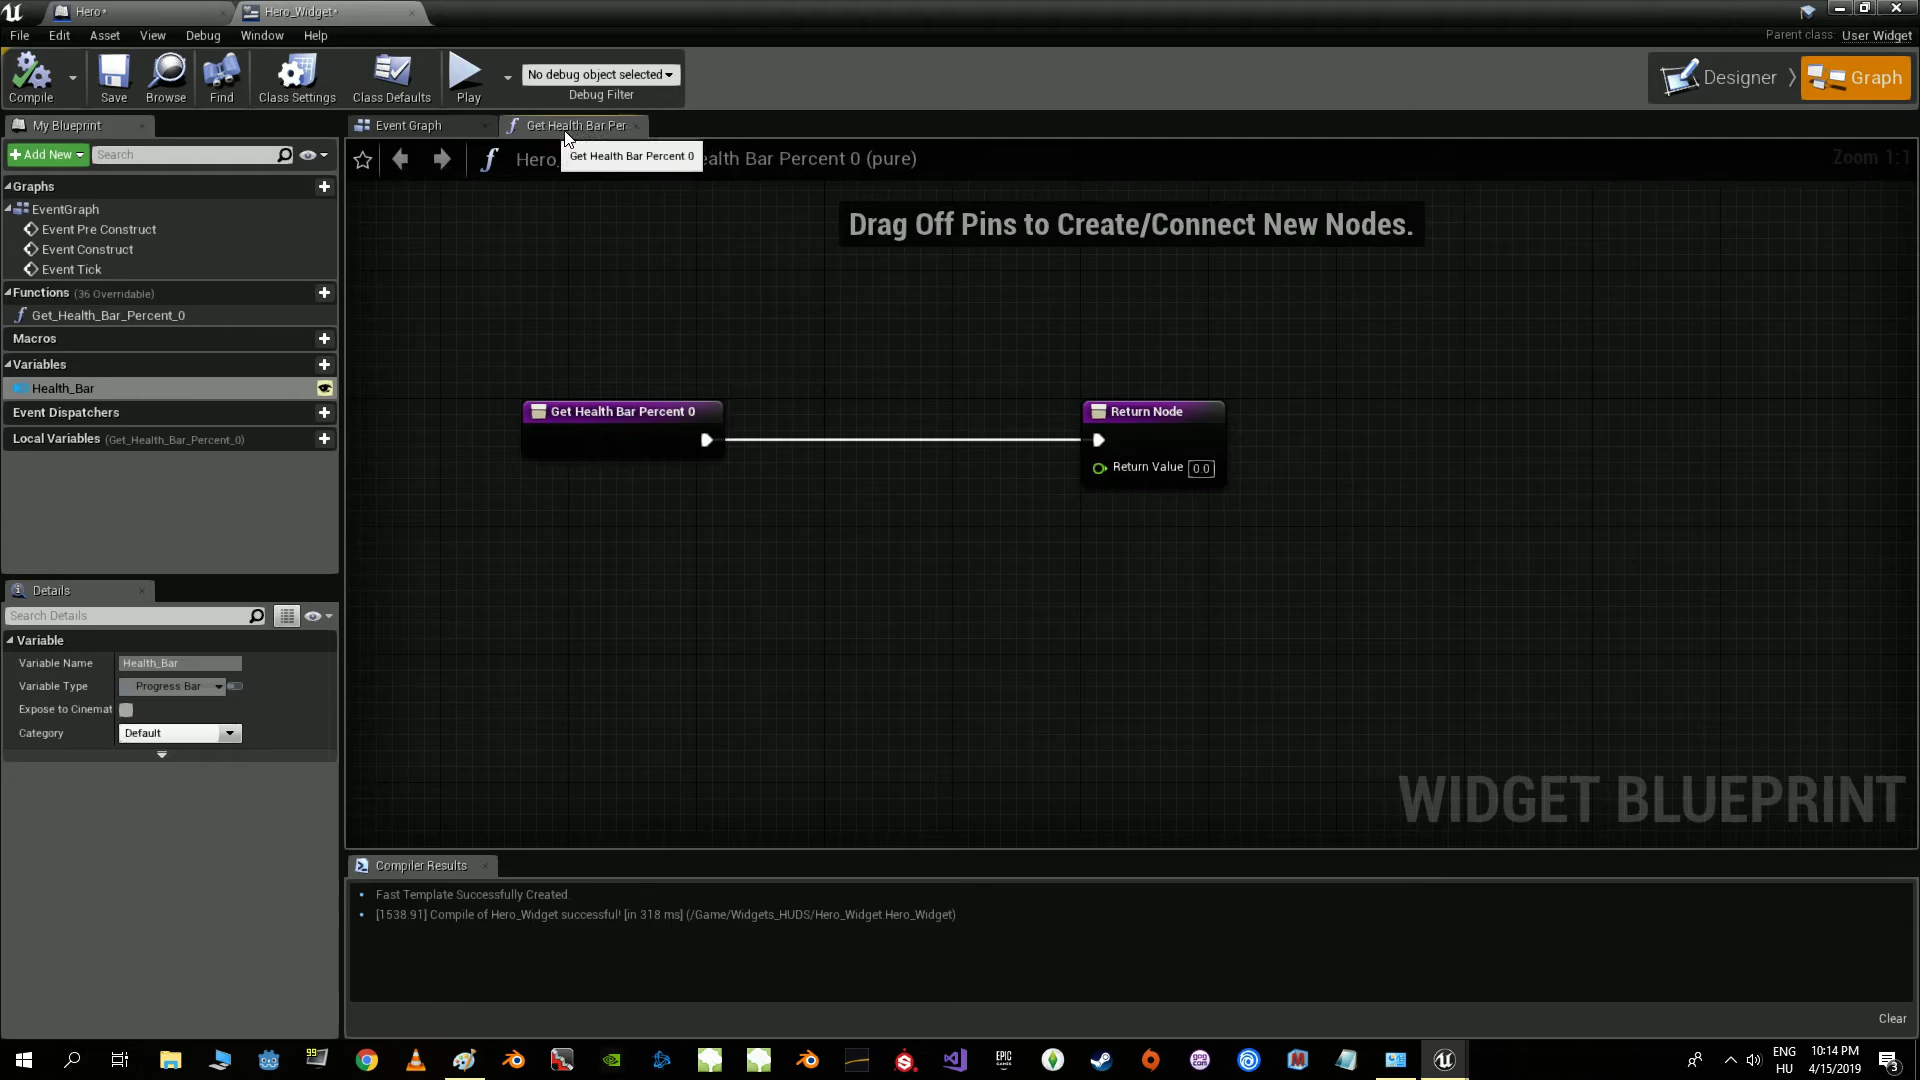 Hero*
Hero_Widget*
File Edit Asset View Debug Window Help
Parent class: User Widget
Compile
Save
Browse
Find
Class Settings
Class Defaults
Play
No debug object selected
Debug Filter
Designer
Graph
My Blueprint
Event Graph
Get Health Bar Per
Add New
Search
Get Health Bar Percent 0
Hero_
ealth Bar Percent 0 (pure)
Zoom 1:1
Graphs
EventGraph
Event Pre Construct
Event Construct
Event Tick
Functions (36 Overridable)
Get_Health_Bar_Percent_0
Macros
Variables
Health_Bar
Event Dispatchers
Local Variables (Get_Health_Bar_Percent_0)
Drag Off Pins to Create/Connect New Nodes.
Get Health Bar Percent 0
Return Node
Return Value 0.0
WIDGET BLUEPRINT
Details
Search Details
Variable
Variable Name Health_Bar
Variable Type Progress Bar
Expose to Cinemat
Category Default
Compiler Results
Fast Template Successfully Created.
[1538.91] Compile of Hero_Widget successful! [in 318 ms] (/Game/Widgets_HUDS/Hero_Widget.Hero_Widget)
Clear
99
EPIC
GAMES
gog
com
ENG
HU
10:14 PM
4/15/2019
3